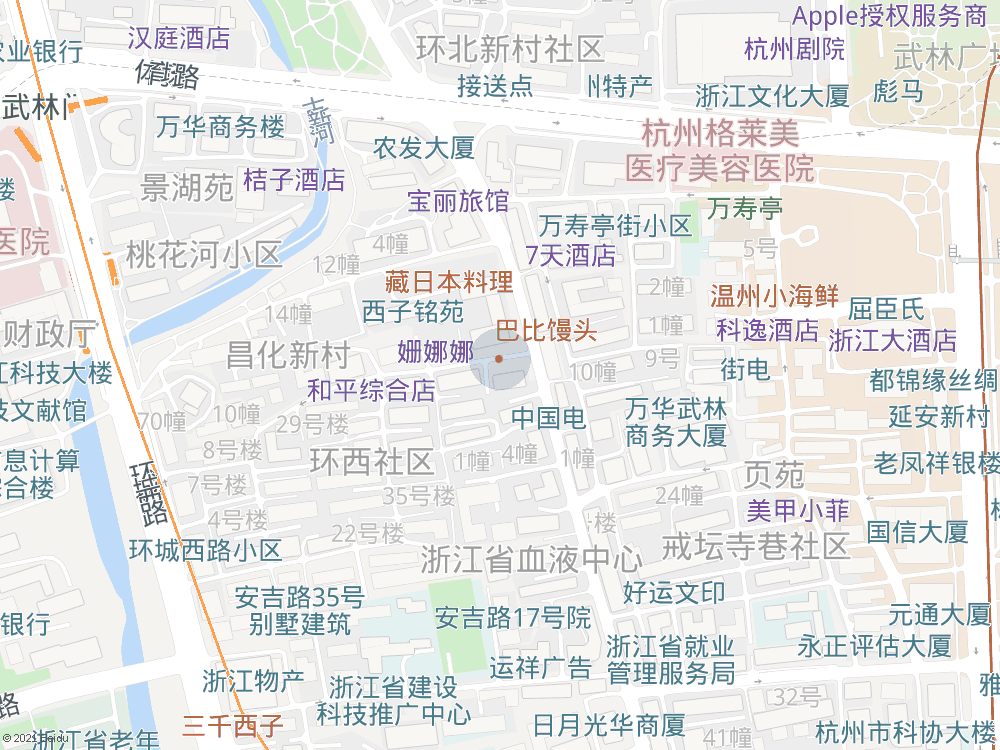 Apple授权服务商
汉庭酒店
环北新村社区
杭州剧院
农业银行
武林广场
体育路
接送点
州特产
浙江文化大厦
彪马
武林门
土新河
万华商务楼
农发大厦
杭州格莱美
医疗美容医院
景湖苑
桔子酒店
宝丽旅馆
万寿亭
万寿亭街小区
医院
4幢
5号
桃花河小区
7天酒店
12幢
藏日本料理
2幢
温州小海鲜
14幢
西子铭苑
屈臣氏
财政厅
巴比馒头
1幢
科逸酒店
浙江大酒店
昌化新村
姗娜娜
9号
江科技大楼
10幢
街电
都锦缘丝绸
和平综合店
技文献馆
70幢
10幢
29号楼
中国电
万华武林
商务大厦
延安新村
8号楼
环西社区
1幢
4幢
1幢
老凤祥银楼
信息计算
综合楼
7号楼
35号楼
24幢
页苑
环城西路
4号楼
22号楼
美甲小菲
国信大厦
环城西路小区
浙江省血液中心
戒坛寺巷社区
安吉路35号
别墅建筑
好运文印
安吉路17号院
元通大厦
银行
浙江省就业
管理服务局
永正评估大厦
浙江物产
运祥广告
浙江省建设
科技推广中心
32号
路
三千西子
日月光华商厦
杭州市科协大楼
41幢
浙江省老年
© 2025 Baidu